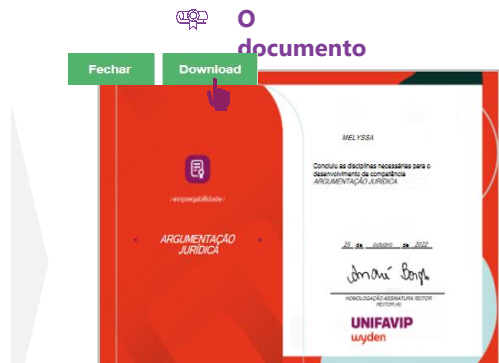 O
documento
Fechar
Download
/ empregabilidade /
ARGUMENTAÇÃO
JURÍDICA
MELYSSA
Concluiu as disciplinas necessárias para o
desenvolvimento da competência
ARGUMENTAÇÃO JURÍDICA
25 de outubro de 2022
HOMOLOGAÇÃO ASSINATURA REITOR
REITOR (A)
UNIFAVIP
wyden